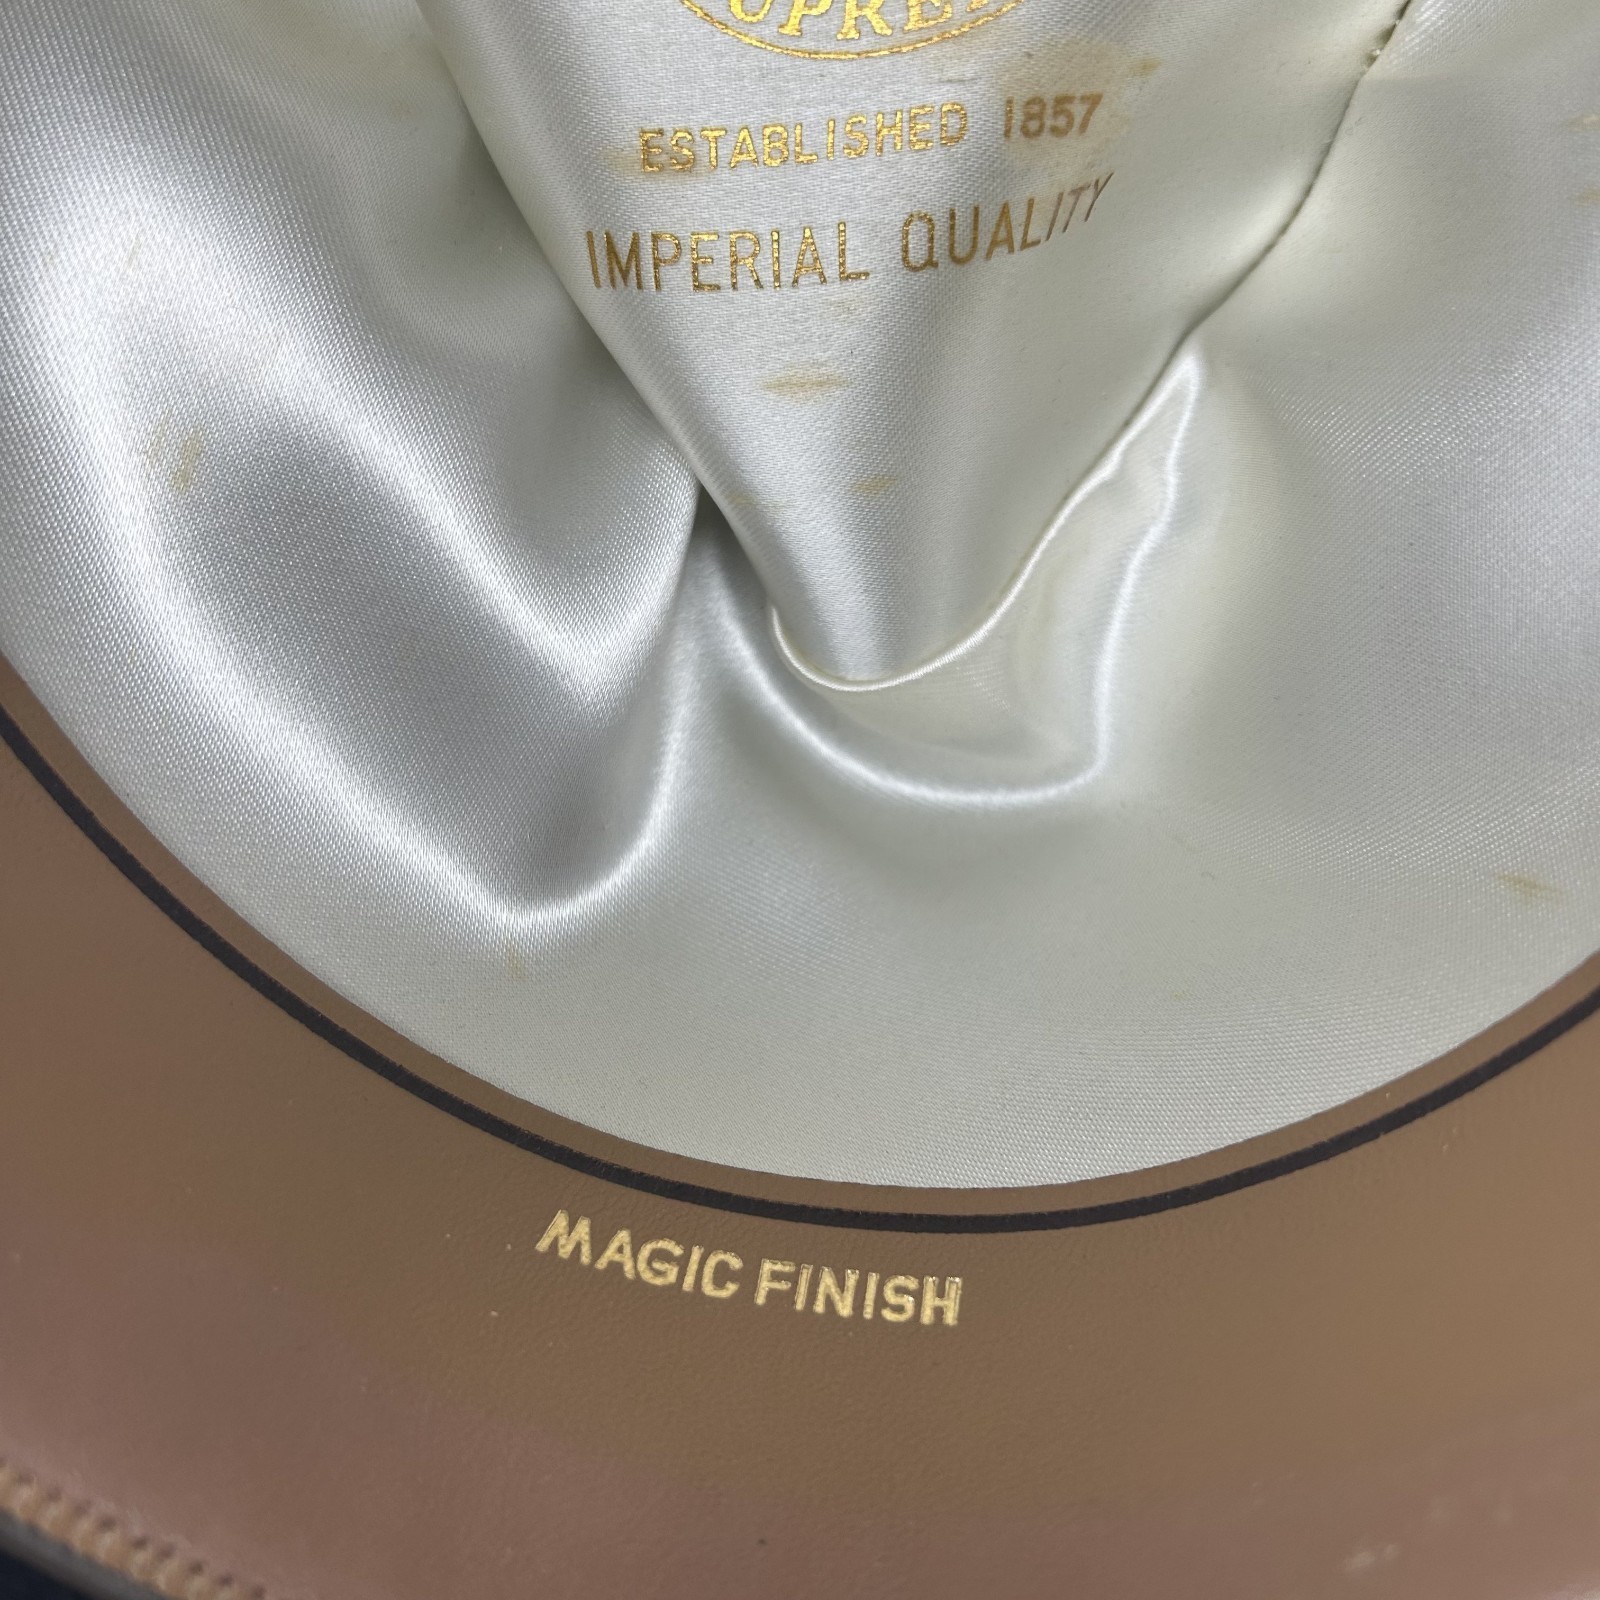 ESTABLISHED 1857
IMPERIAL QUALITY
MAGIC FINISH